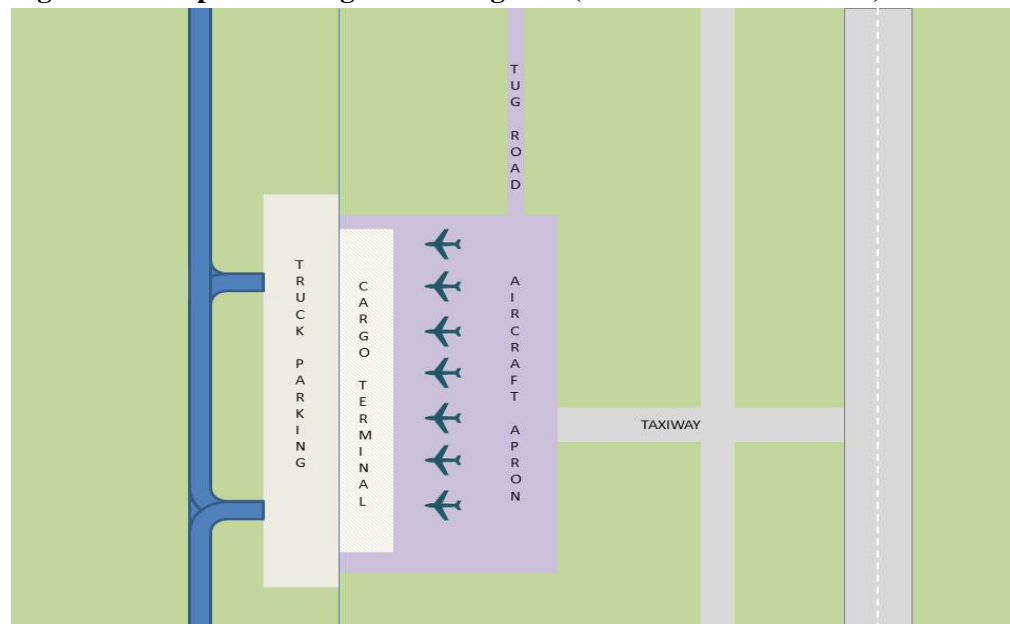 TUG ROAD
TRUCK PARKING
CARGO TERMINAL
AIRCRAFT APRON
TAXIWAY